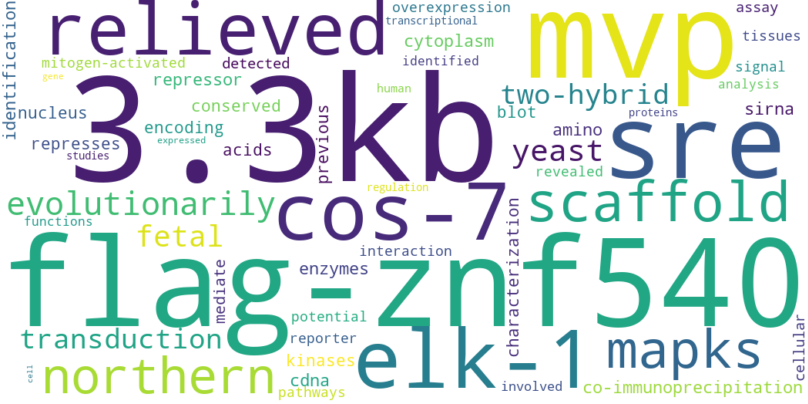 identification
relieved
overexpression
transcriptional
cytoplasm
mvp
assay
tissues
mitogen-activated
detected
identified
signal
gene
repressor
human
two-hybrid
analysis
3.3kb
nucleus
conserved
previous
blot
proteins
sirna
encoding
amino
sre
represses
expressed
acids
yeast
studies
revealed
regulation
evolutionarily
cos-7
scaffold
functions
fetal
characterization
interaction
flag-znf540
mediate
enzymes
potential
transduction
reporter
elk-1
mapks
cellular
kinases
cell
northern
cdna
involved
co-immunoprecipitation
pathways